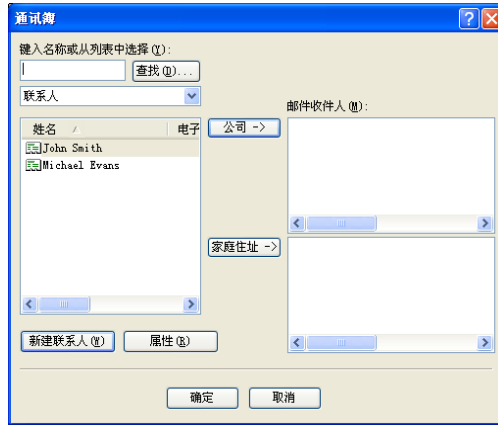 通讯簿
键入名称或从列表中选择(Y):
查找(D)...
联系人
邮件收件人(M):
姓名 电子
公司 ->
John Smith
Michael Evans
家庭住址 ->
新建联系人(W) 属性(R)
确定 取消